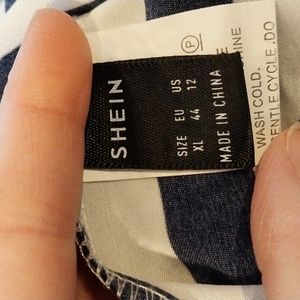 SHEIN
SIZE EU US
XL 44 12
MADE IN CHINA
P
WASH COLD.
GENTLE CYCLE.DO